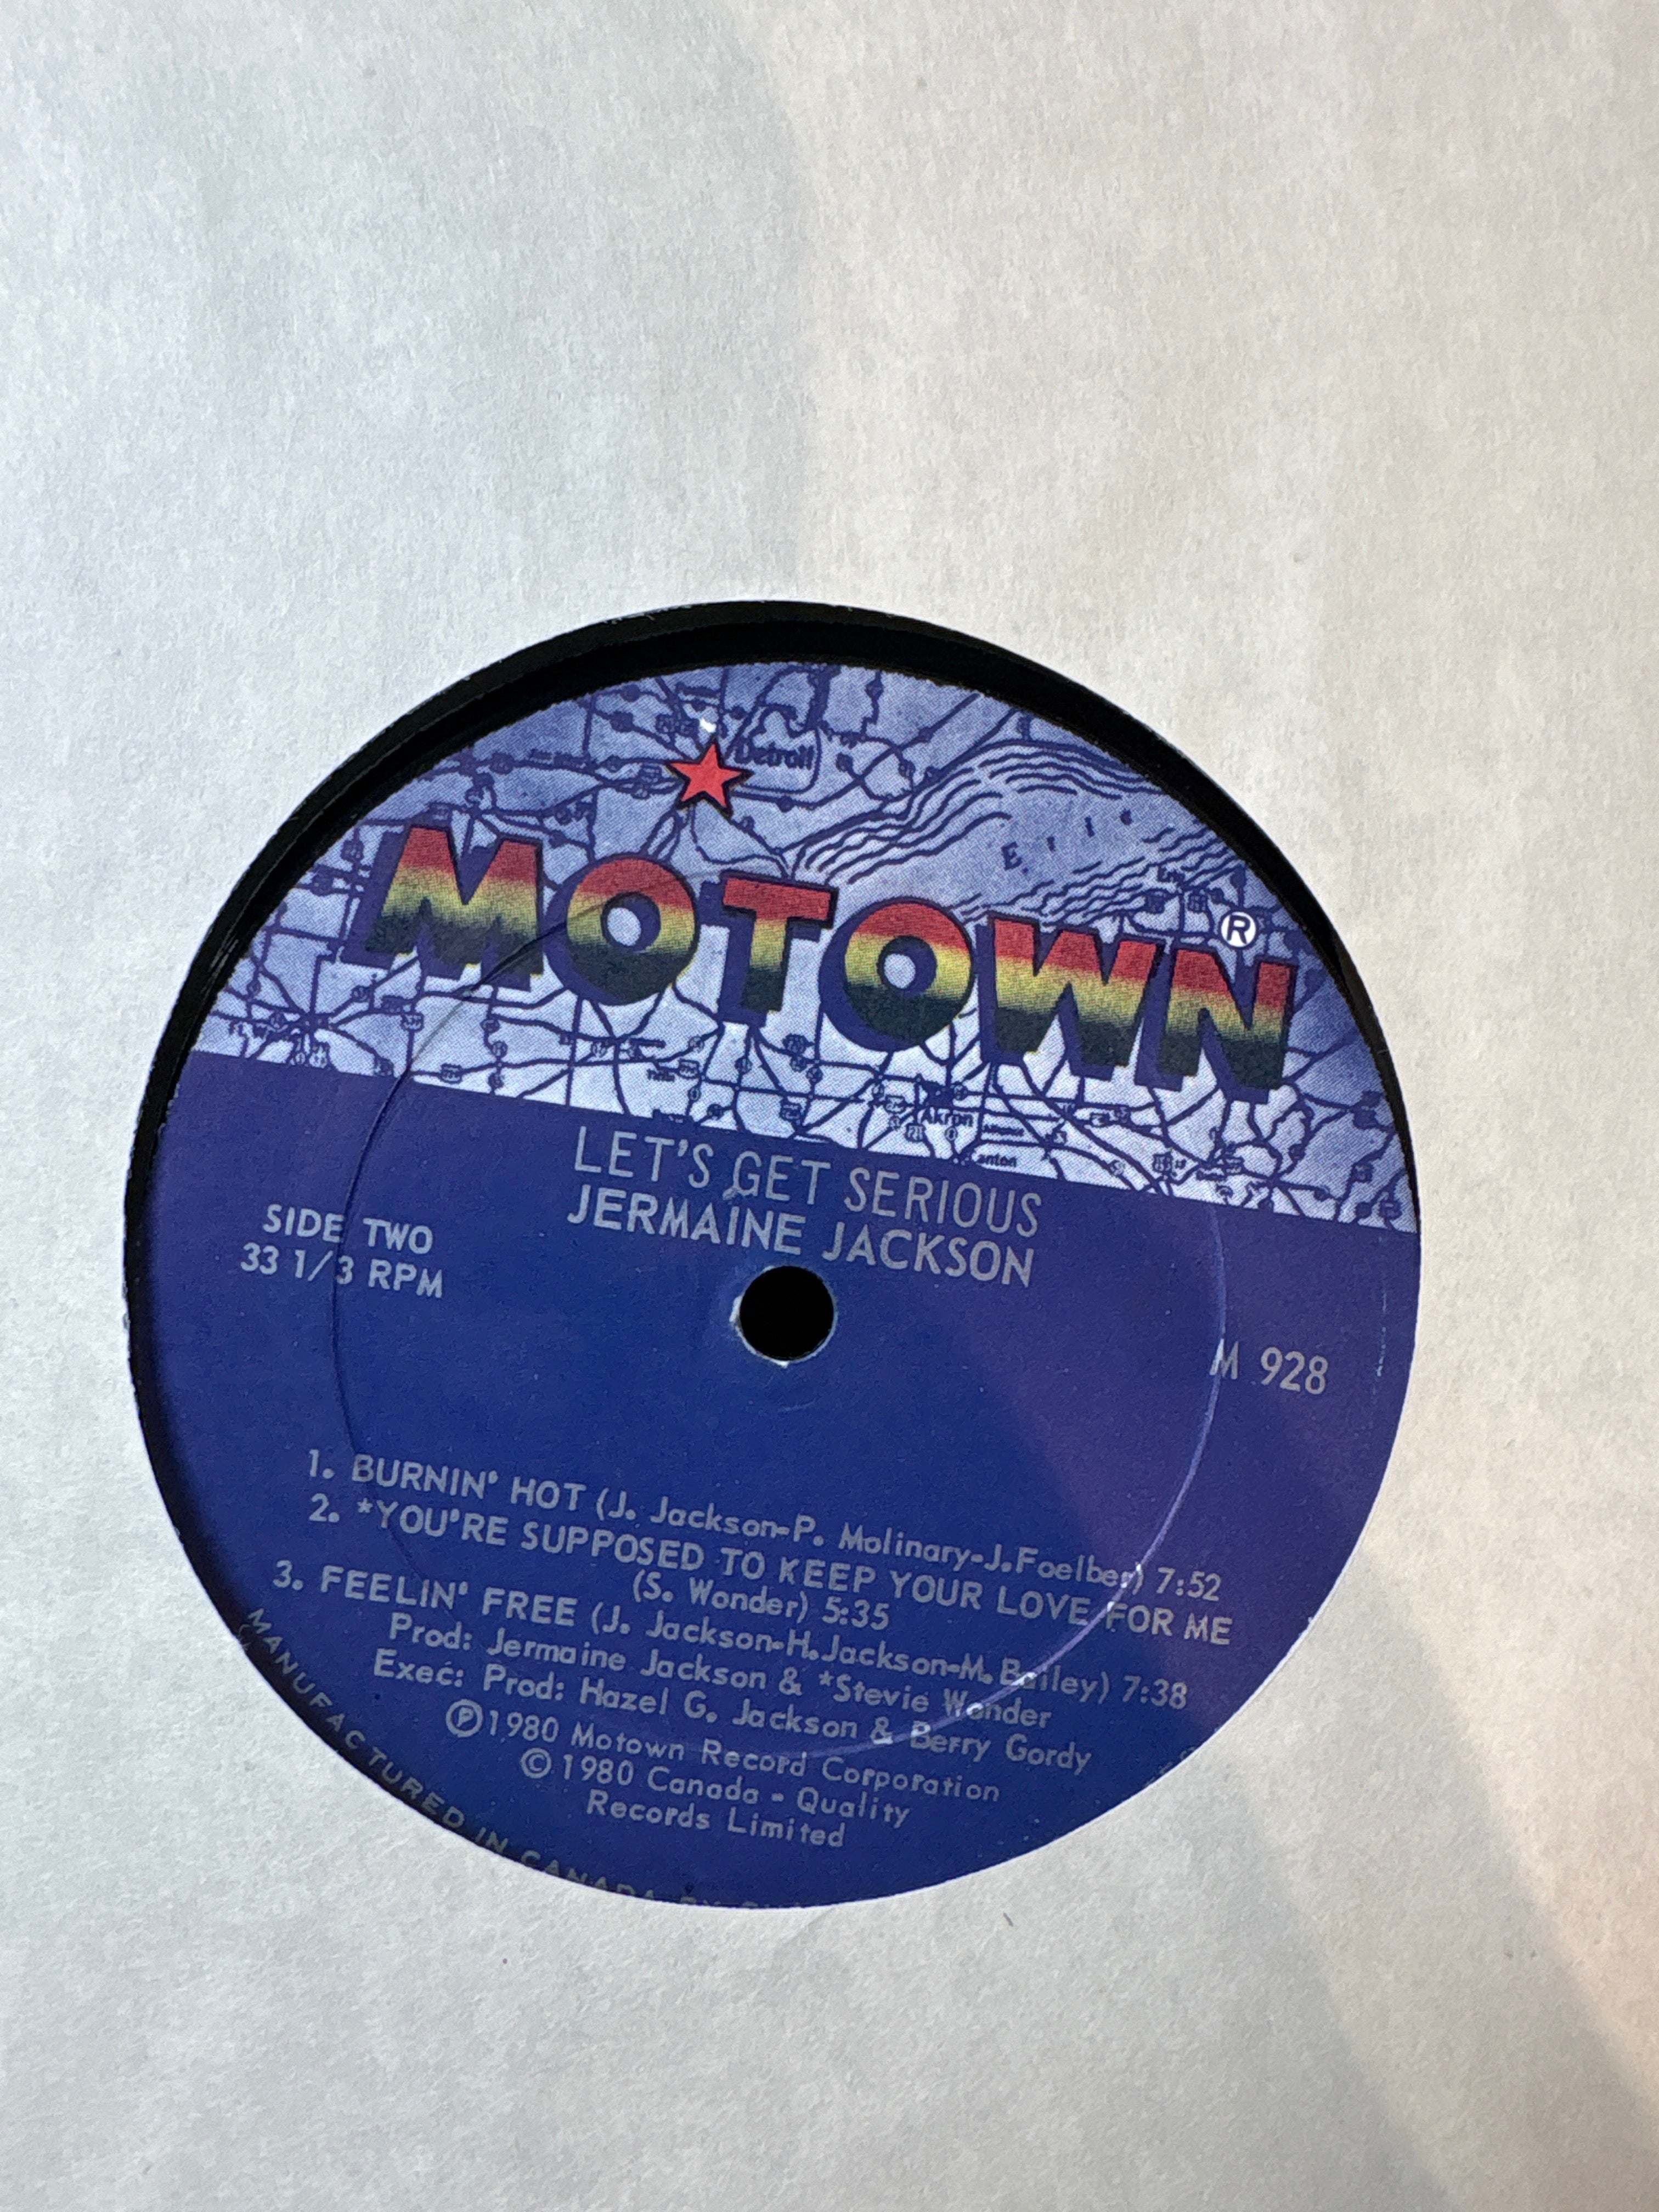 Detroit
Erie
MOTOWN®
Akron
LET'S GET SERIOUS
JERMAINE JACKSON
SIDE TWO
33 1/3 RPM
M 928
1. BURNIN' HOT (J. Jackson-P. Molinary-J.Foelber) 7:52
2. *YOU'RE SUPPOSED TO KEEP YOUR LOVE FOR ME
(S. Wonder) 5:35
3. FEELIN' FREE (J. Jackson-H.Jackson-M. Bailey) 7:38
Prod: Jermaine Jackson & *Stevie Wonder
Exec: Prod: Hazel G. Jackson & Berry Gordy
℗1980 Motown Record Corporation
©1980 Canada - Quality
Records Limited
MANUFACTURED IN CANADA BY